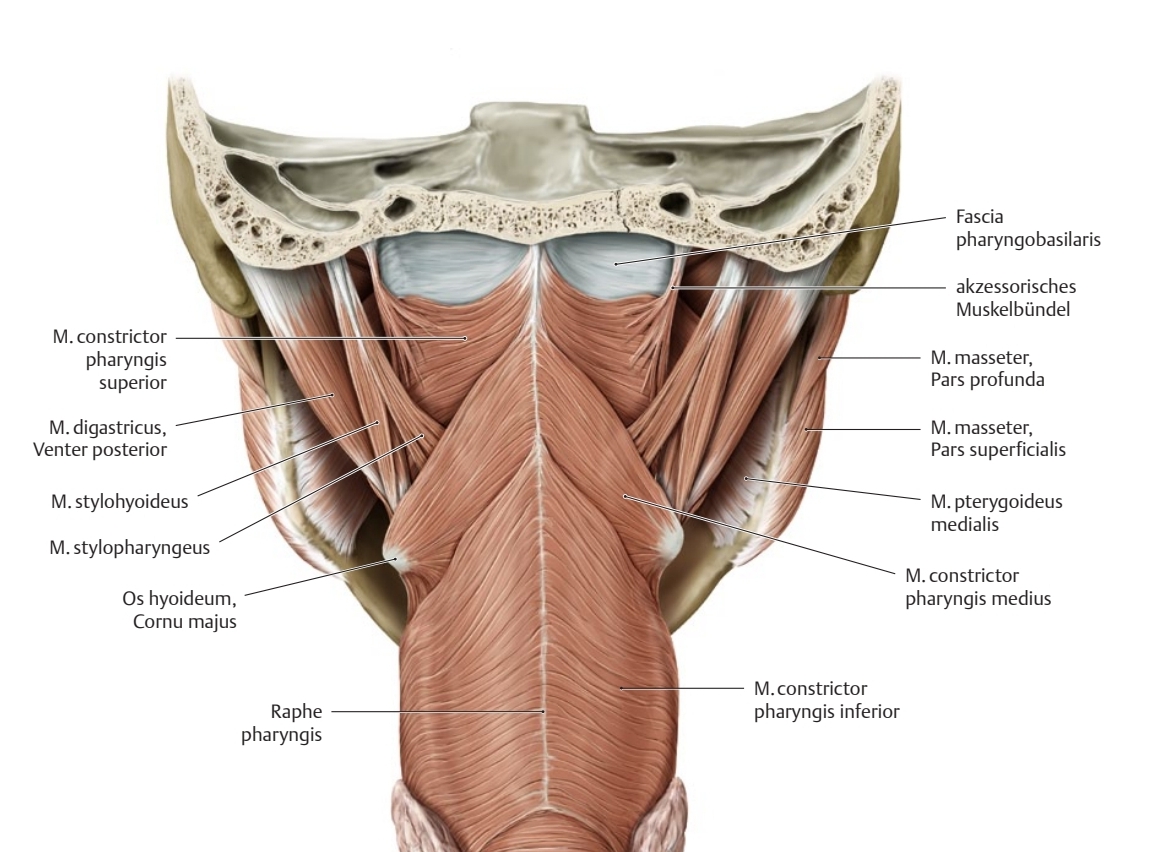 Fascia
pharyngobasilaris
akzessorisches
Muskelbündel
M. constrictor
pharyngis
superior
M. masseter,
Pars profunda
M. digastricus,
Venter posterior
M. masseter,
Pars superficialis
M. stylohyoideus
M. pterygoideus
medialis
M. stylopharyngeus
Os hyoideum,
Cornu majus
M. constrictor
pharyngis medius
Raphe
pharyngis
M. constrictor
pharyngis inferior